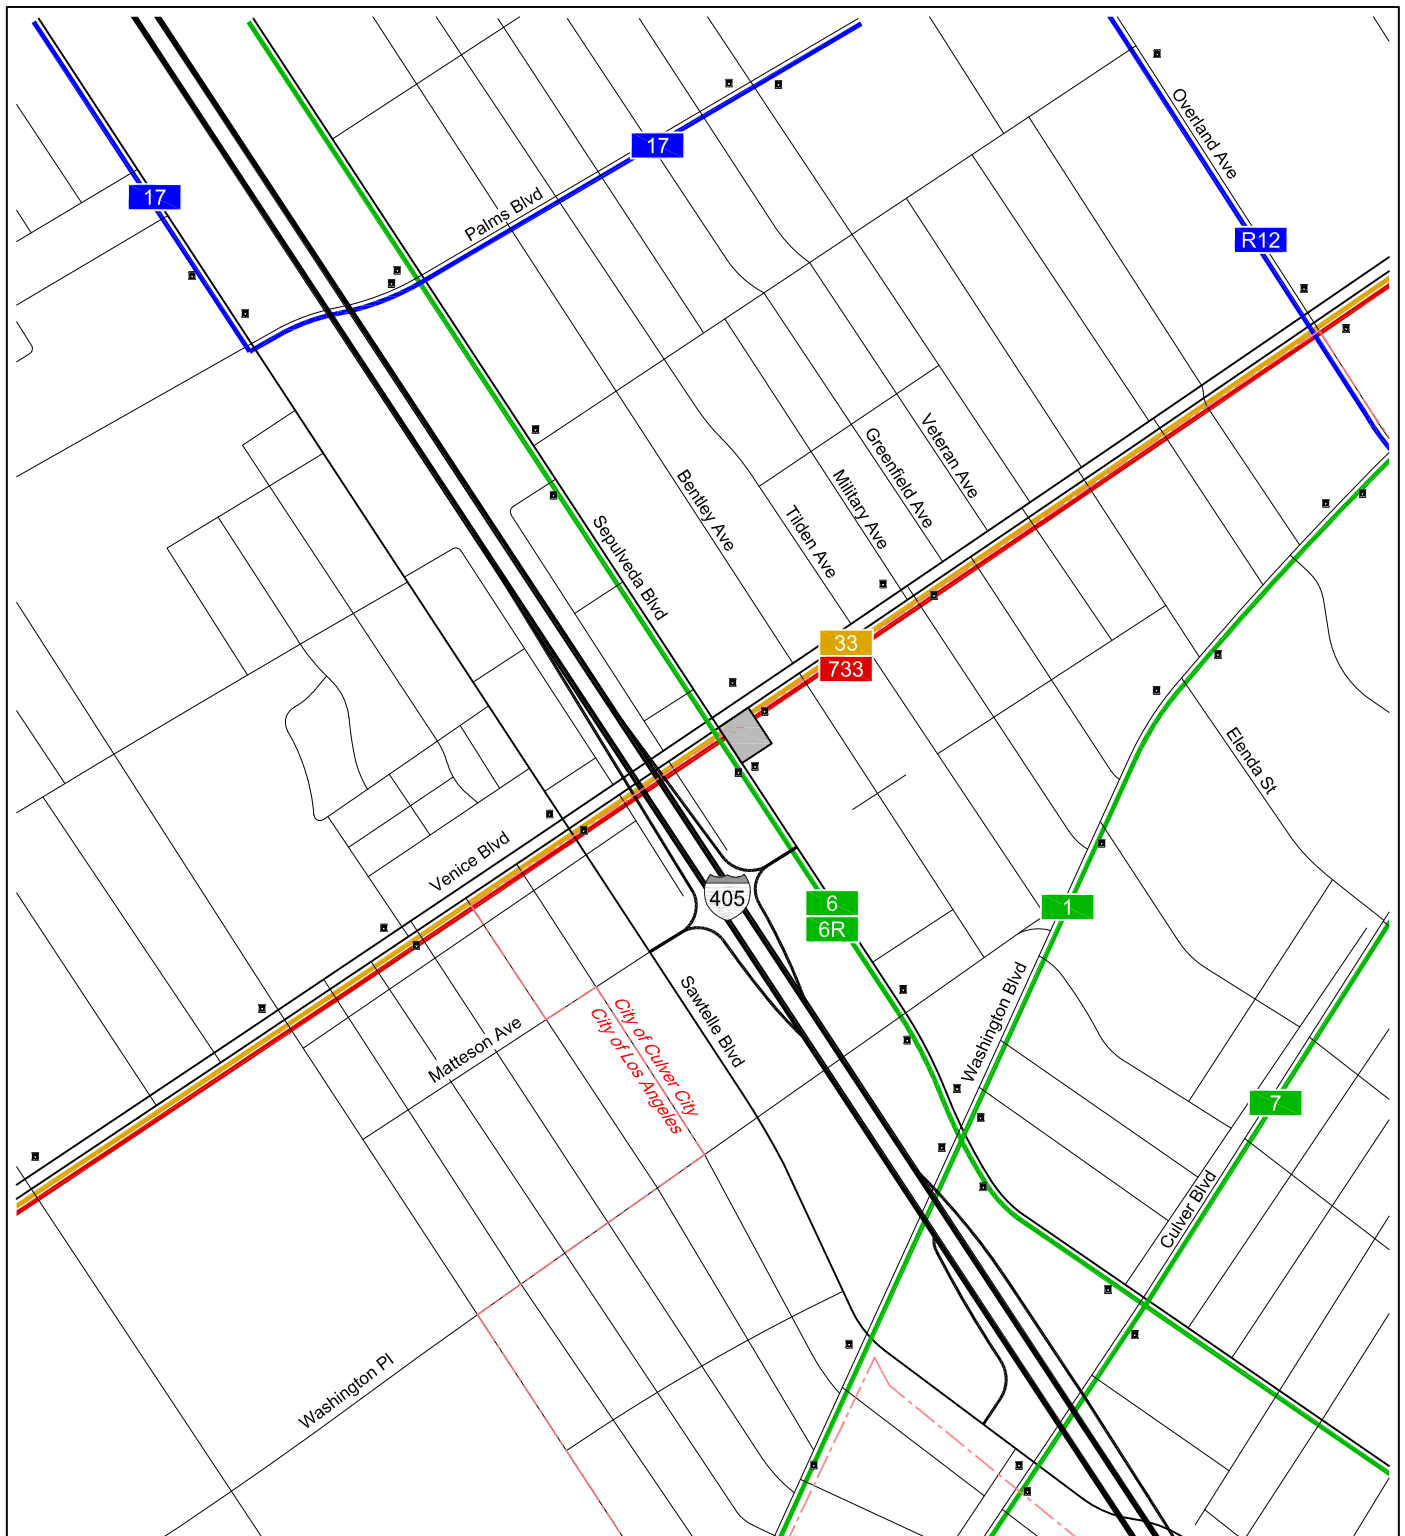 Overland Ave
17
17
Palms Blvd
R12
Veteran Ave
Greenfield Ave
Military Ave
Bentley Ave
Tilden Ave
Sepulveda Blvd
33
733
Elenda St
Venice Blvd
405
6
6R
1
Washington Blvd
Sawtelle Blvd
City of Culver City
City of Los Angeles
Matteson Ave
7
Culver Blvd
Washington Pl